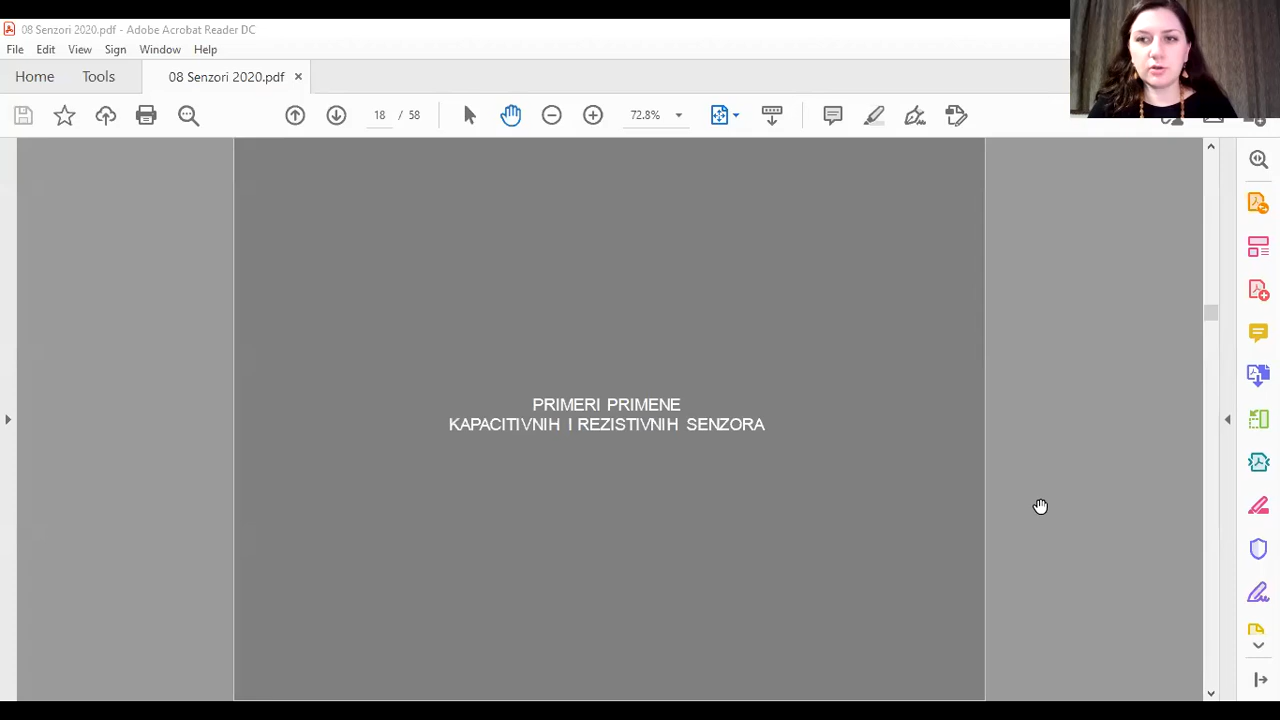 08 Senzori 2020.pdf - Adobe Acrobat Reader DC
File Edit View Sign Window Help
Home Tools 08 Senzori 2020.pdf ×
18 / 58 72.8%
PRIMERI PRIMENE
KAPACITIVNIH I REZISTIVNIH SENZORA